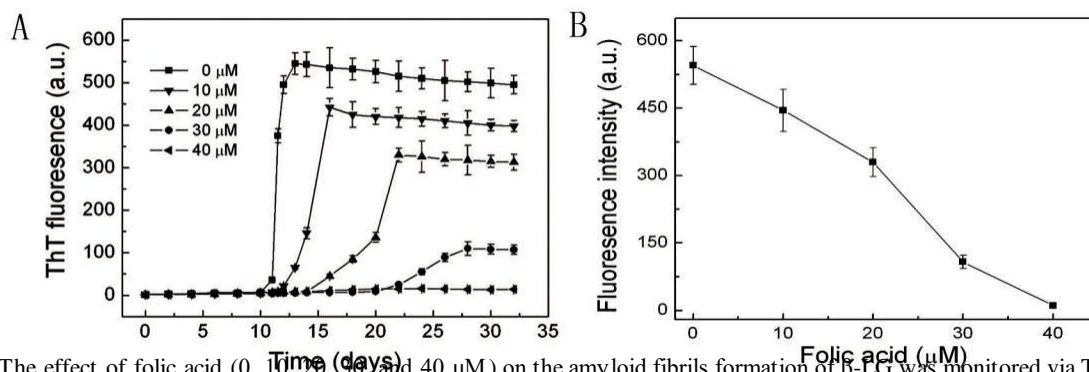 A
ThT fluoresence (a.u.)
600
500
400
300
200
100
0
0 μM
10 μM
20 μM
30 μM
40 μM
0 5 10 15 20 25 30 35
Time (days)
B
Fluoresence intensity (a.u.)
600
450
300
150
0
0 10 20 30 40
Folic acid (μM)
The effect of folic acid (0, 10, 20, and 40 μM) on the amyloid fibrils formation of β-LG was monitored via T